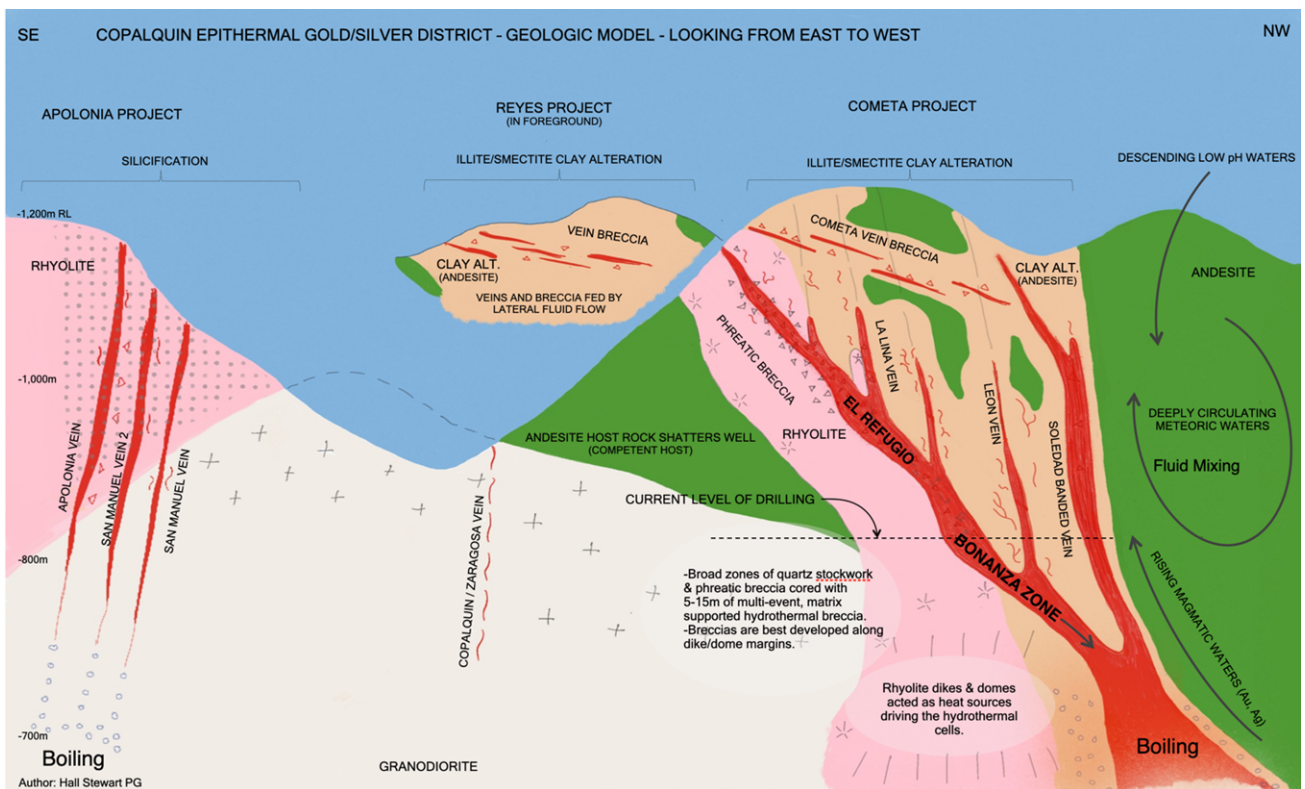 SE
COPALQUIN EPITHERMAL GOLD/SILVER DISTRICT - GEOLOGIC MODEL - LOOKING FROM EAST TO WEST
NW
APOLONIA PROJECT
REYES PROJECT
(IN FOREGROUND)
COMETA PROJECT
SILICIFICATION
ILLITE/SMECTITE CLAY ALTERATION
ILLITE/SMECTITE CLAY ALTERATION
DESCENDING LOW pH WATERS
-1,200m RL
RHYOLITE
VEIN BRECCIA
CLAY ALT.
(ANDESITE)
VEINS AND BRECCIA FED BY
LATERAL FLUID FLOW
COMETA VEIN BRECCIA
CLAY ALT.
(ANDESITE)
ANDESITE
-1,000m
PHREATIC BRECCIA
RHYOLITE
EL REFUGIO
LA LINA VEIN
LEON VEIN
SOLEDAD BANDED VEIN
DEEPLY CIRCULATING
METEORIC WATERS
Fluid Mixing
APOLONIA VEIN
SAN MANUEL VEIN 2
SAN MANUEL VEIN
ANDESITE HOST ROCK SHATTERS WELL
(COMPETENT HOST)
CURRENT LEVEL OF DRILLING
COPALQUIN / ZARAGOSA VEIN
-800m
BONANZA ZONE
RISING MAGMATIC WATERS (Au, Ag)
-Broad zones of quartz stockwork
& phreatic breccia cored with
5-15m of multi-event, matrix
supported hydrothermal breccia.
-Breccias are best developed along
dike/dome margins.
Rhyolite dikes & domes
acted as heat sources
driving the hydrothermal
cells.
-700m
Boiling
GRANODIORITE
Boiling
Author: Hall Stewart PG